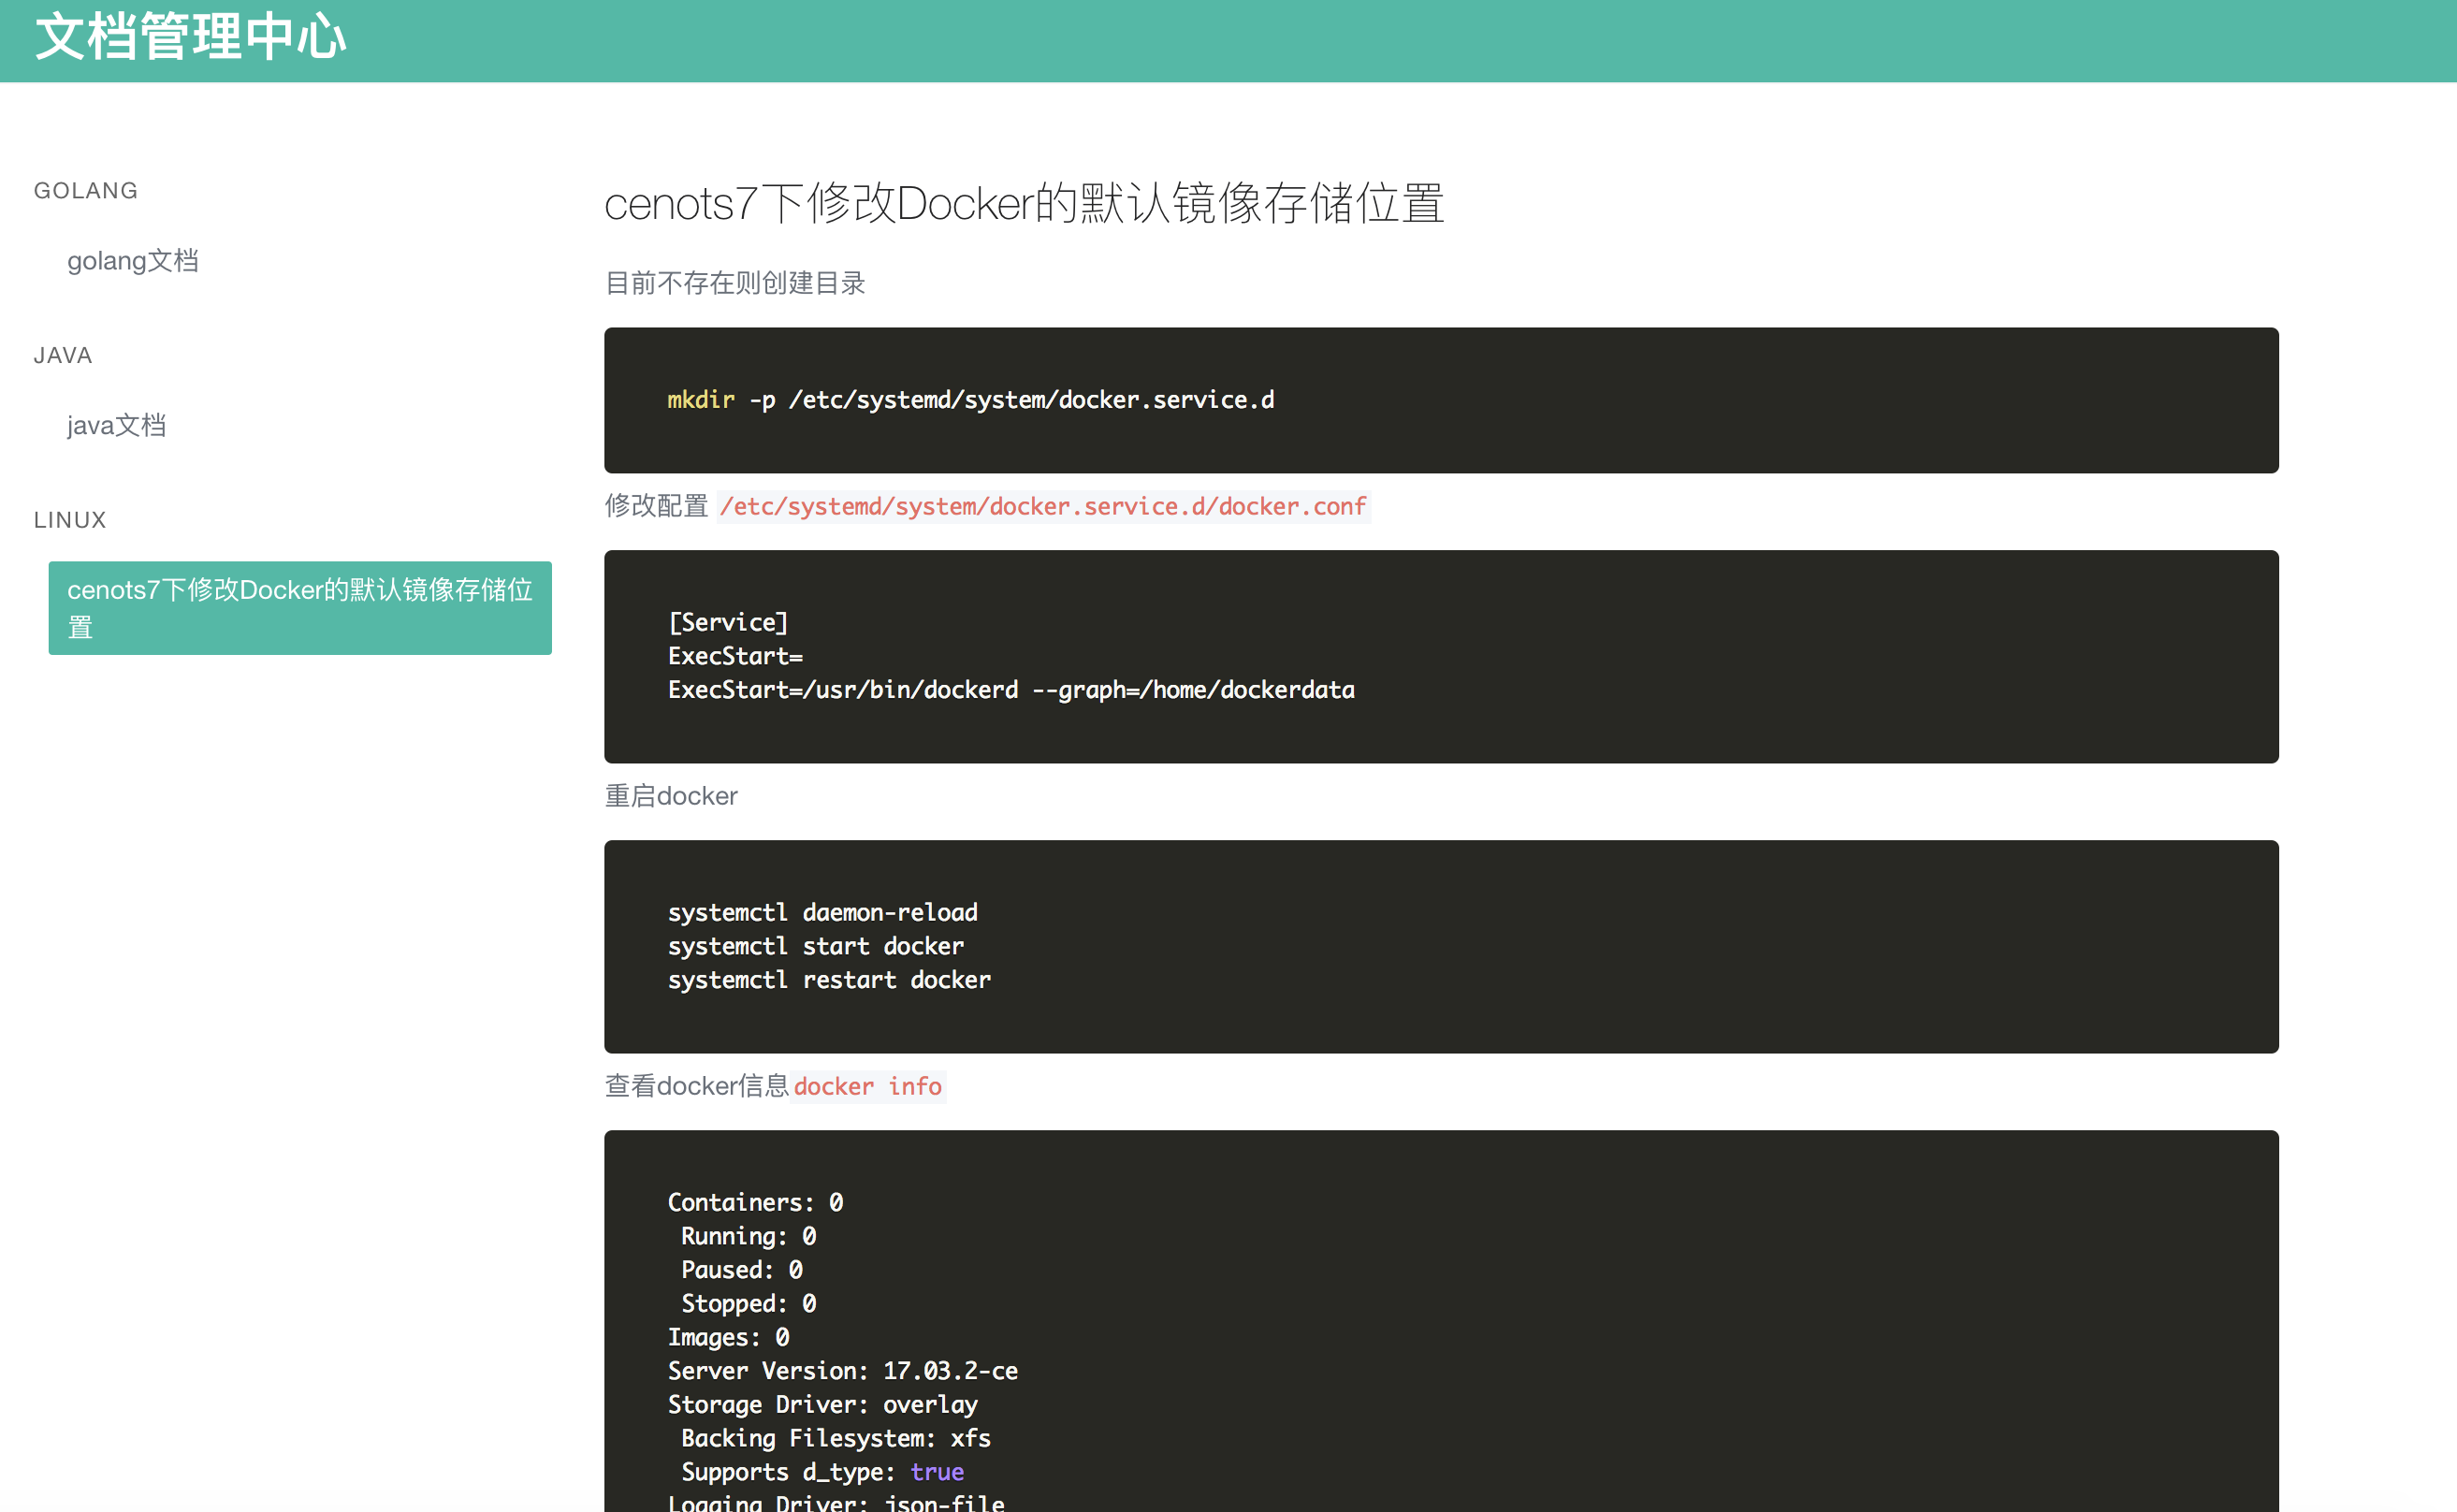 文档管理中心
GOLANG
golang文档
JAVA
java文档
LINUX
cenots7下修改Docker的默认镜像存储位
置
cenots7下修改Docker的默认镜像存储位置
目前不存在则创建目录
mkdir -p /etc/systemd/system/docker.service.d
修改配置 /etc/systemd/system/docker.service.d/docker.conf
[Service]
ExecStart=
ExecStart=/usr/bin/dockerd --graph=/home/dockerdata
重启docker
systemctl daemon-reload
systemctl start docker
systemctl restart docker
查看docker信息docker info
Containers: 0
Running: 0
Paused: 0
Stopped: 0
Images: 0
Server Version: 17.03.2-ce
Storage Driver: overlay
Backing Filesystem: xfs
Supports d_type: true
Logging Driver: json-file